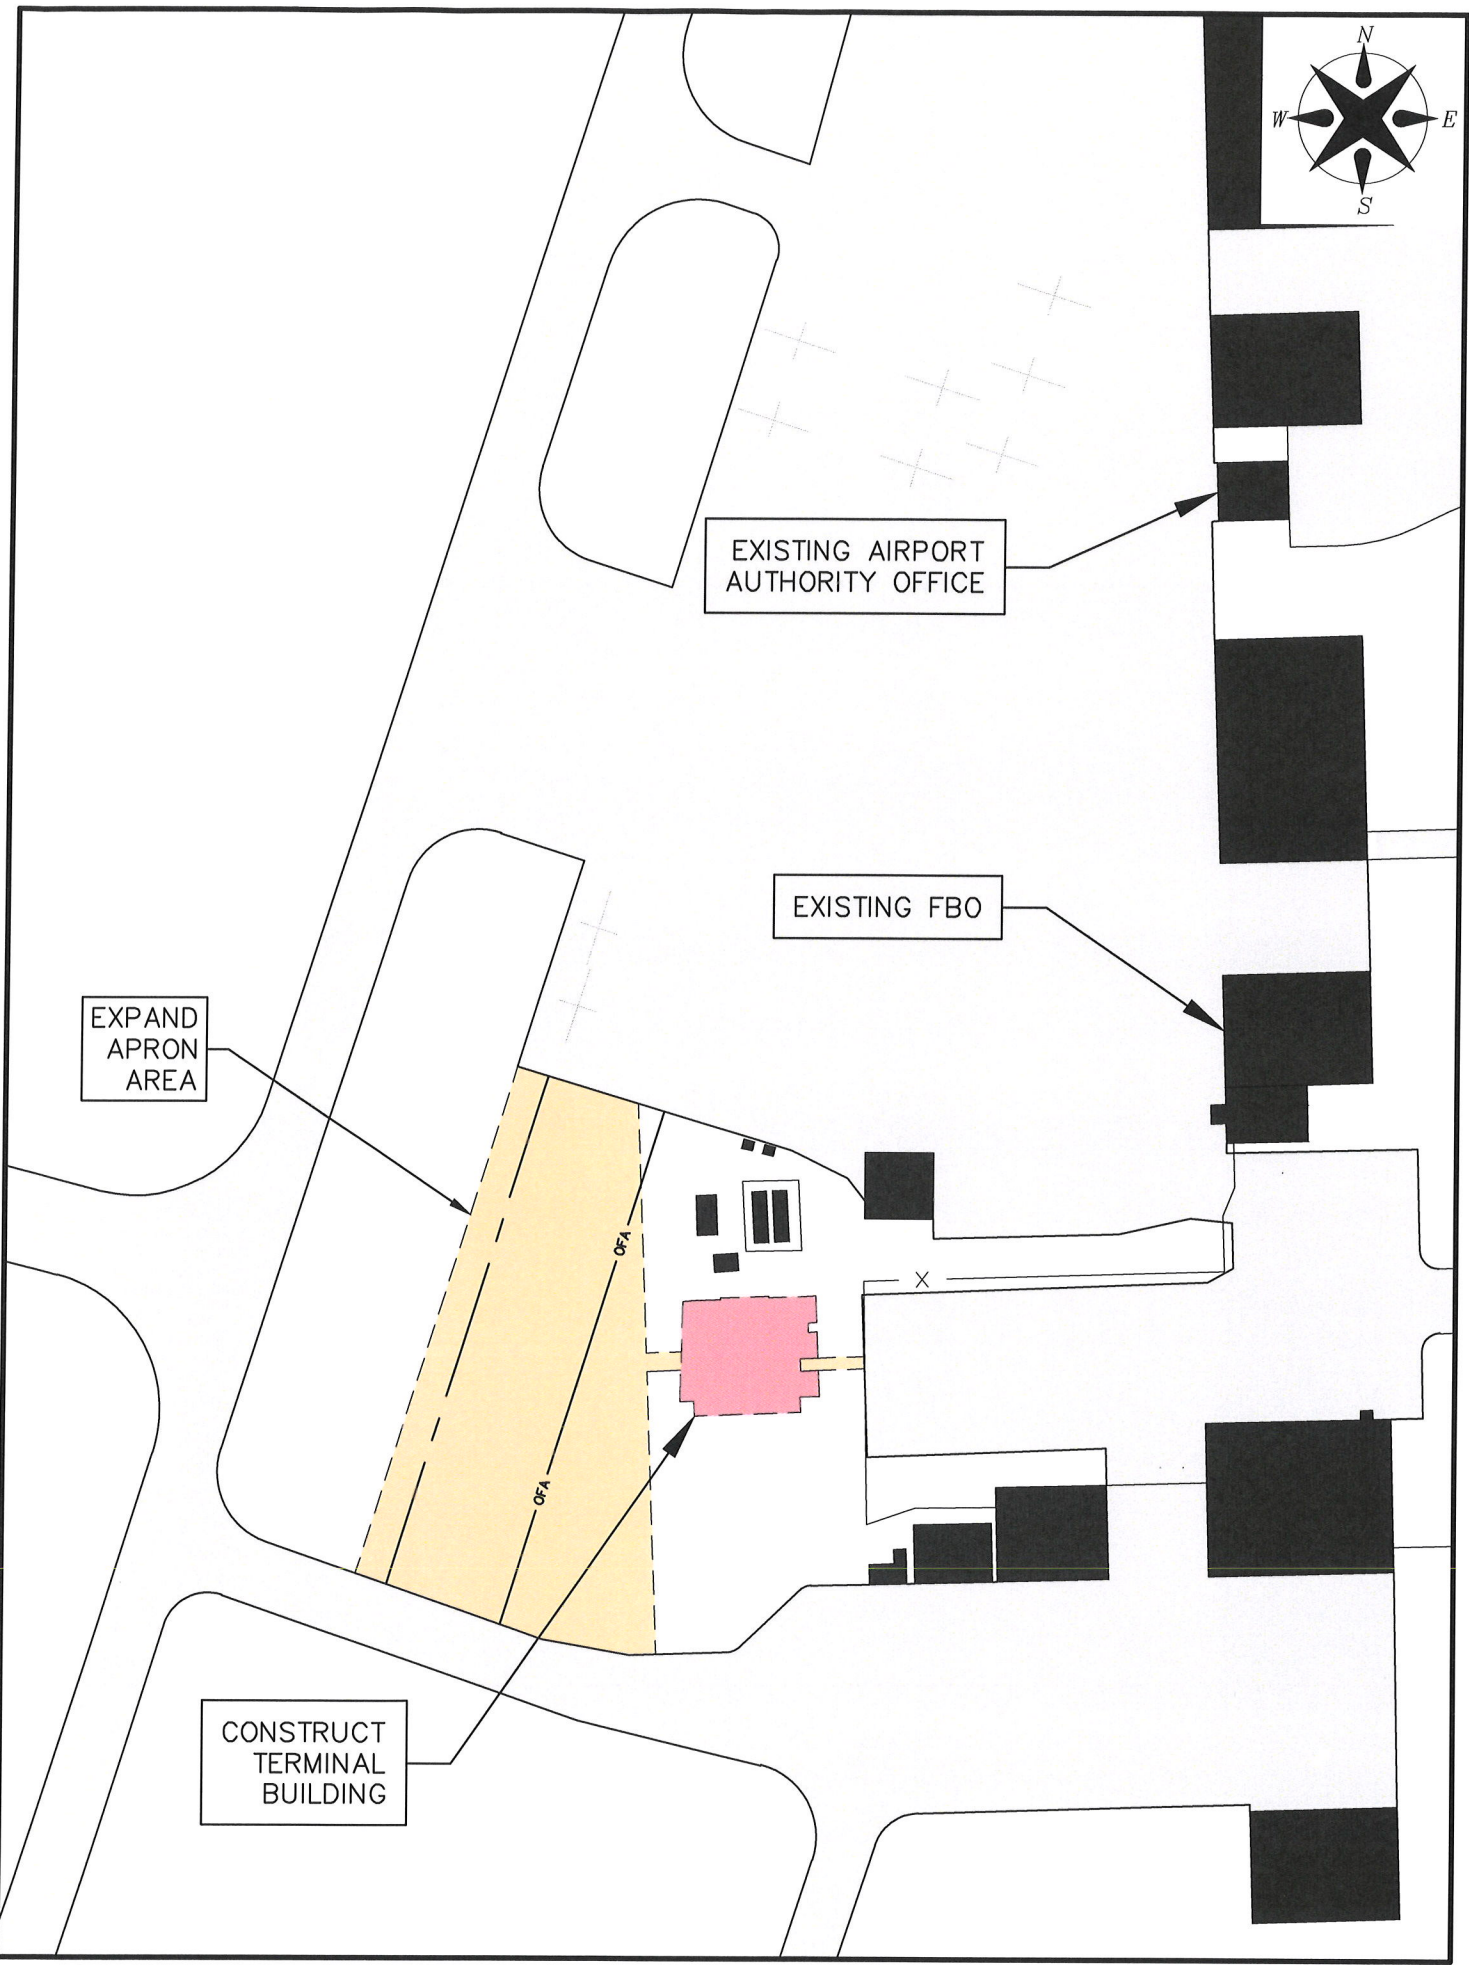 N
W
E
S
EXISTING AIRPORT
AUTHORITY OFFICE
EXISTING FBO
EXPAND
APRON
AREA
OFA
X
OFA
CONSTRUCT
TERMINAL
BUILDING